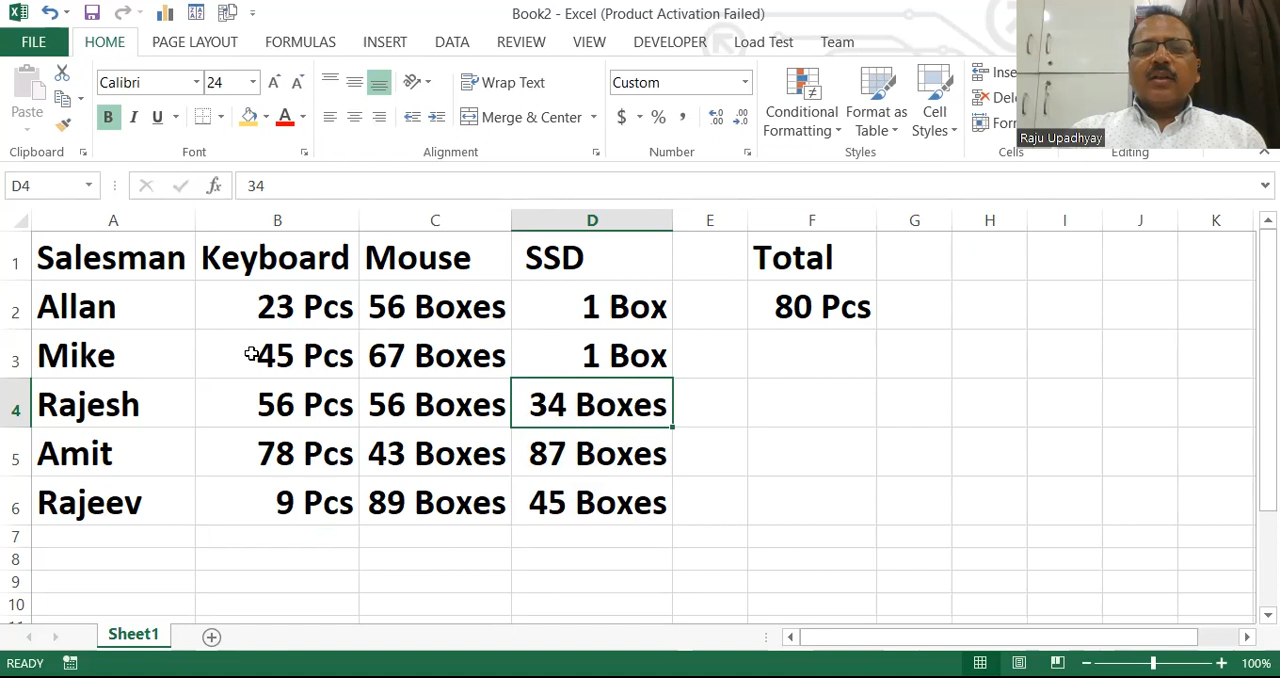 Book2 - Excel (Product Activation Failed)
FILE HOME PAGE LAYOUT FORMULAS INSERT DATA REVIEW VIEW DEVELOPER Load Test Team
Calibri 24 Wrap Text Custom Inse
Paste B I U A Merge & Center $ % Conditional Formatting Format as Table Cell Styles Del
For
Raju Upadhyay
Clipboard Font Alignment Number Styles Cells Editing
D4 fx 34
A B C D E F G H I J K
1 Salesman Keyboard Mouse SSD Total
2 Allan 23 Pcs 56 Boxes 1 Box 80 Pcs
3 Mike 45 Pcs 67 Boxes 1 Box
4 Rajesh 56 Pcs 56 Boxes 34 Boxes
5 Amit 78 Pcs 43 Boxes 87 Boxes
6 Rajeev 9 Pcs 89 Boxes 45 Boxes
7
8
9
10
Sheet1
READY 100%